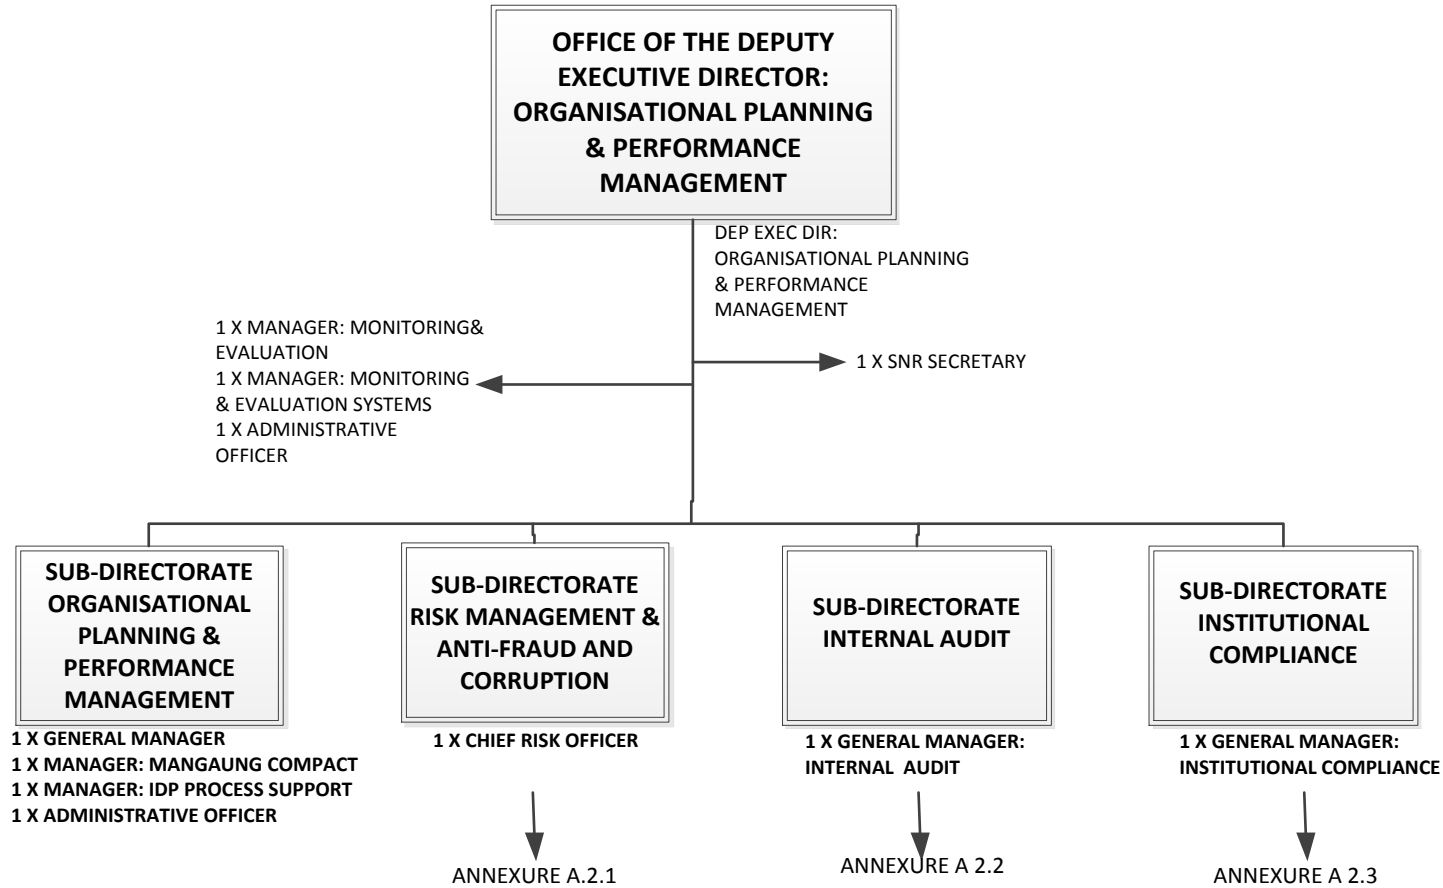 OFFICE OF THE DEPUTY
EXECUTIVE DIRECTOR:
ORGANISATIONAL PLANNING
& PERFORMANCE
MANAGEMENT
DEP EXEC DIR:
ORGANISATIONAL PLANNING
& PERFORMANCE
MANAGEMENT
1 X MANAGER: MONITORING&
EVALUATION
1 X MANAGER: MONITORING
& EVALUATION SYSTEMS
1 X ADMINISTRATIVE
OFFICER
1 X SNR SECRETARY
SUB-DIRECTORATE
ORGANISATIONAL
PLANNING &
PERFORMANCE
MANAGEMENT
1 X GENERAL MANAGER
1 X MANAGER: MANGAUNG COMPACT
1 X MANAGER: IDP PROCESS SUPPORT
1 X ADMINISTRATIVE OFFICER
SUB-DIRECTORATE
RISK MANAGEMENT &
ANTI-FRAUD AND
CORRUPTION
1 X CHIEF RISK OFFICER
ANNEXURE A.2.1
SUB-DIRECTORATE
INTERNAL AUDIT
1 X GENERAL MANAGER:
INTERNAL  AUDIT
ANNEXURE A 2.2
SUB-DIRECTORATE
INSTITUTIONAL
COMPLIANCE
1 X GENERAL MANAGER:
INSTITUTIONAL COMPLIANCE
ANNEXURE A 2.3